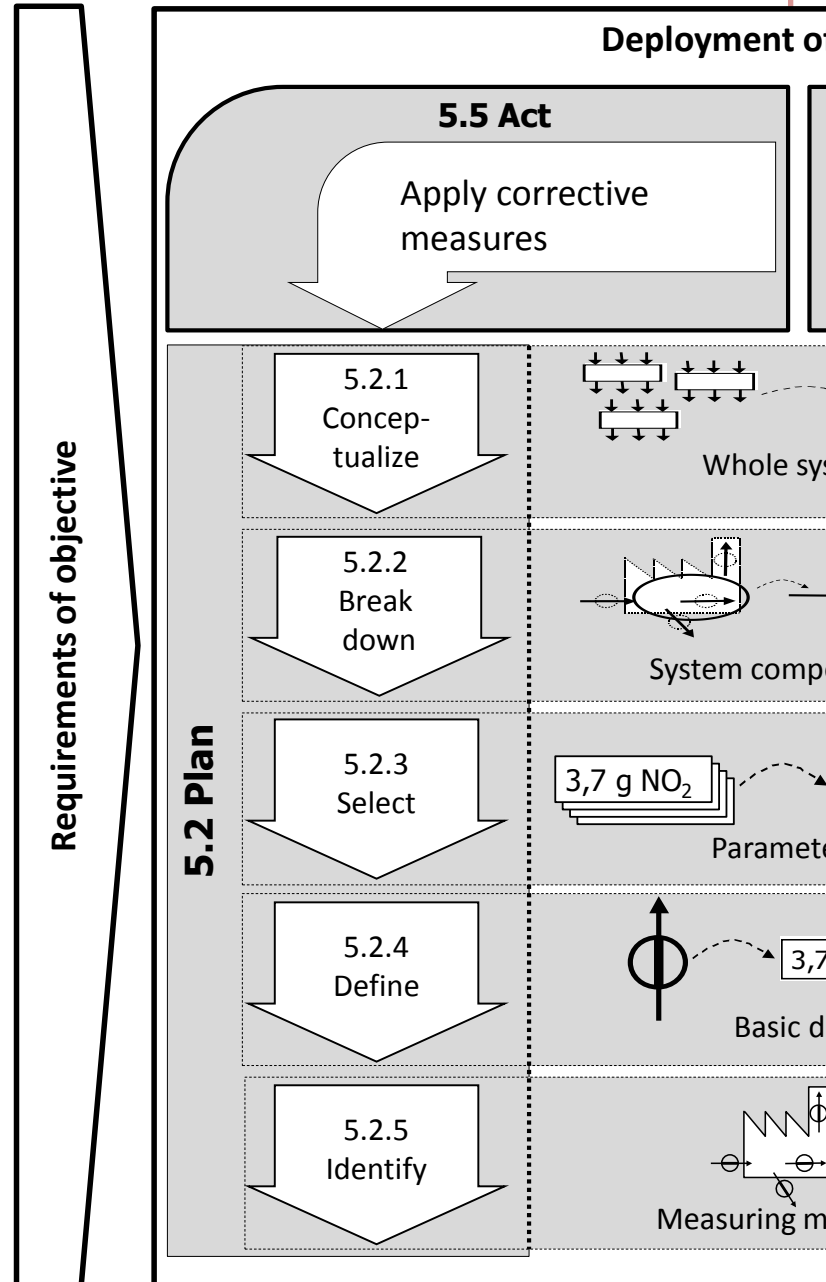 Deployment of
5.5 Act
Apply corrective
measures
Requirements of objective
5.2 Plan
5.2.1
Concep-
tualize
Whole sys
5.2.2
Break
down
System compo
5.2.3
Select
3,7 g NO₂
Paramete
5.2.4
Define
3,7
Basic d
5.2.5
Identify
Measuring m